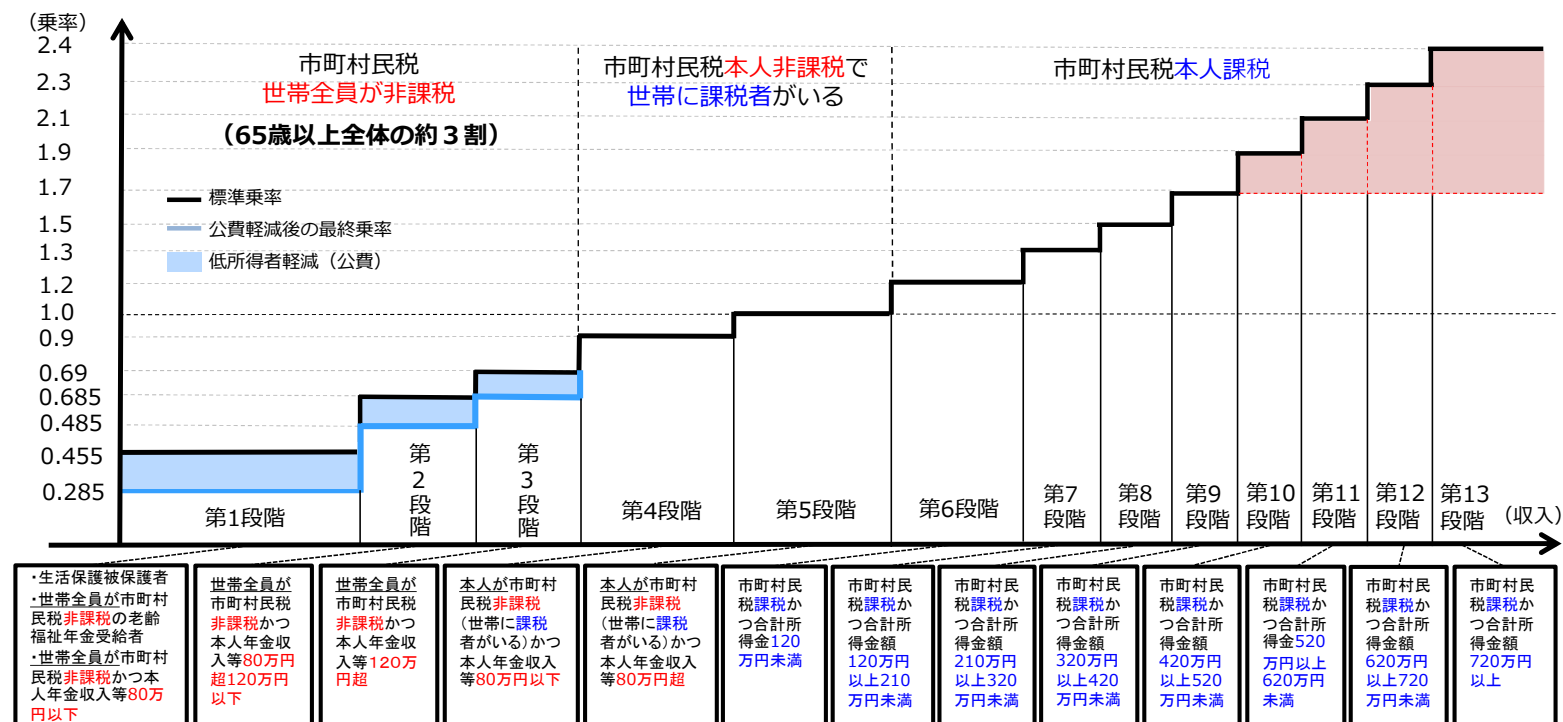 （乗率）
2.4
2.3
2.1
1.9
1.7
1.5
1.3
1.2
1.0
0.9
0.69
0.685
0.485
0.455
0.285
市町村民税
世帯全員が非課税
（65歳以上全体の約３割）
市町村民税本人非課税で
世帯に課税者がいる
市町村民税本人課税
標準乗率
公費軽減後の最終乗率
低所得者軽減（公費）
第1段階
第2段階
第3段階
第4段階
第5段階
第6段階
第7
段階
第8
段階
第9
段階
第10
段階
第11
段階
第12
段階
第13
段階
（収入）
・生活保護被保護者
・世帯全員が市町村
民税非課税の老齢
福祉年金受給者
・世帯全員が市町村
民税非課税かつ本
人年金収入等80万
円以下
世帯全員が
市町村民税
非課税かつ
本人年金収
入等80万円
超120万円
以下
世帯全員が
市町村民税
非課税かつ
本人年金収
入等120万
円超
本人が市町村
民税非課税
（世帯に課税
者がいる）かつ
本人年金収入
等80万円以下
本人が市町村
民税非課税
（世帯に課税
者がいる）かつ
本人年金収入
等80万円超
市町村民
税課税か
つ合計所
得金120
万円未満
市町村民
税課税か
つ合計所
得金額
120万円
以上210
万円未満
市町村民
税課税か
つ合計所
得金額
210万円
以上320
万円未満
市町村民
税課税か
つ合計所
得金額
320万円
以上420
万円未満
市町村民
税課税か
つ合計所
得金額
420万円
以上520
万円未満
市町村民
税課税か
つ合計所
得金520
万円以上
620万円
未満
市町村民
税課税か
つ合計所
得金額
620万円
以上720
万円未満
市町村民
税課税か
つ合計所
得金額
720万円
以上